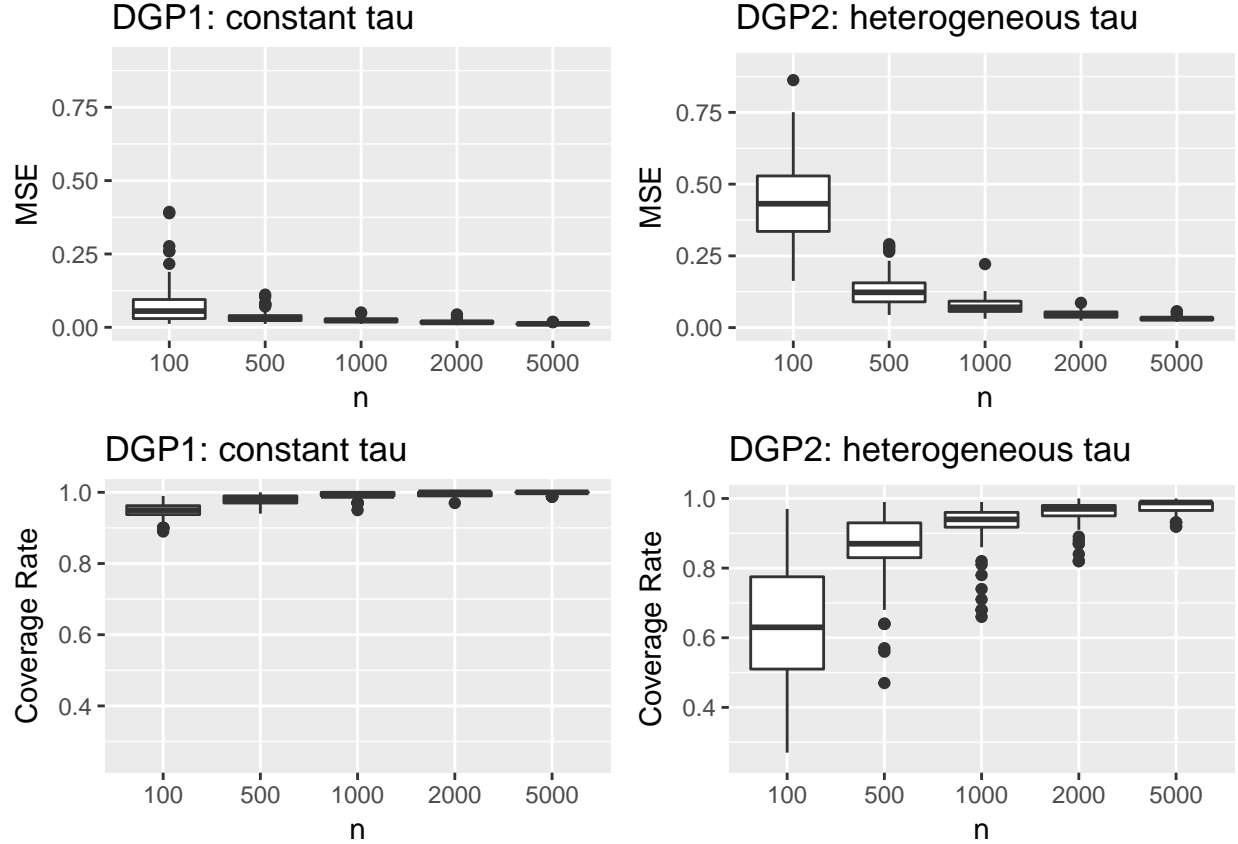 DGP1: constant tau
MSE
0.75
0.50
0.25
0.00
100 500 1000 2000 5000
n
DGP2: heterogeneous tau
MSE
0.75
0.50
0.25
0.00
100 500 1000 2000 5000
n
DGP1: constant tau
Coverage Rate
1.0
0.8
0.6
0.4
100 500 1000 2000 5000
n
DGP2: heterogeneous tau
Coverage Rate
1.0
0.8
0.6
0.4
100 500 1000 2000 5000
n